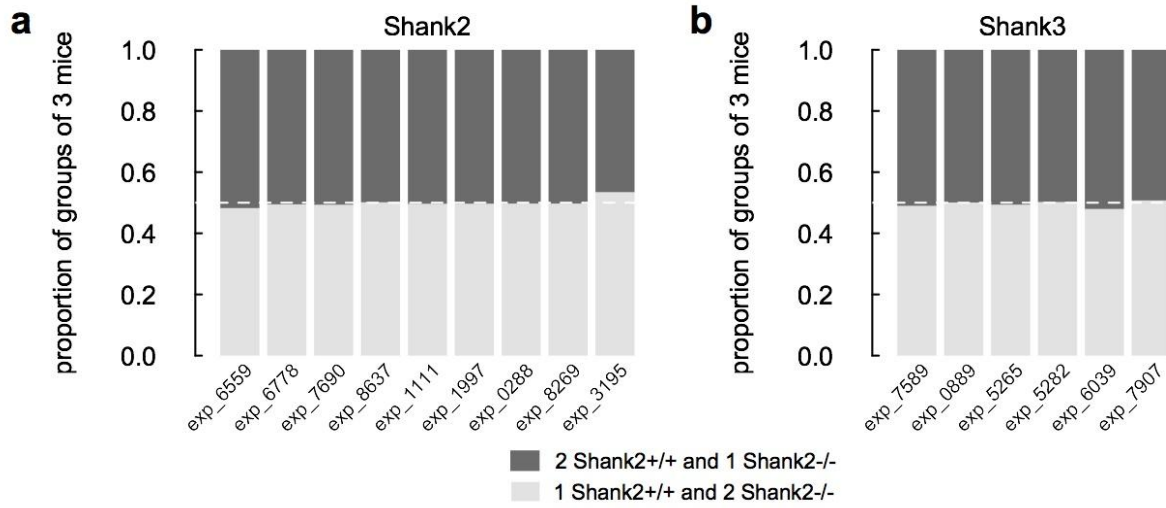 a
Shank2
proportion of groups of 3 mice
1.0
0.8
0.6
0.4
0.2
0.0
exp_6559
exp_6778
exp_7690
exp_8637
exp_1111
exp_1997
exp_0288
exp_8269
exp_3195
b
Shank3
proportion of groups of 3 mice
1.0
0.8
0.6
0.4
0.2
0.0
exp_7589
exp_0889
exp_5265
exp_5282
exp_6039
exp_7907
2 Shank2+/+ and 1 Shank2-/-
1 Shank2+/+ and 2 Shank2-/-